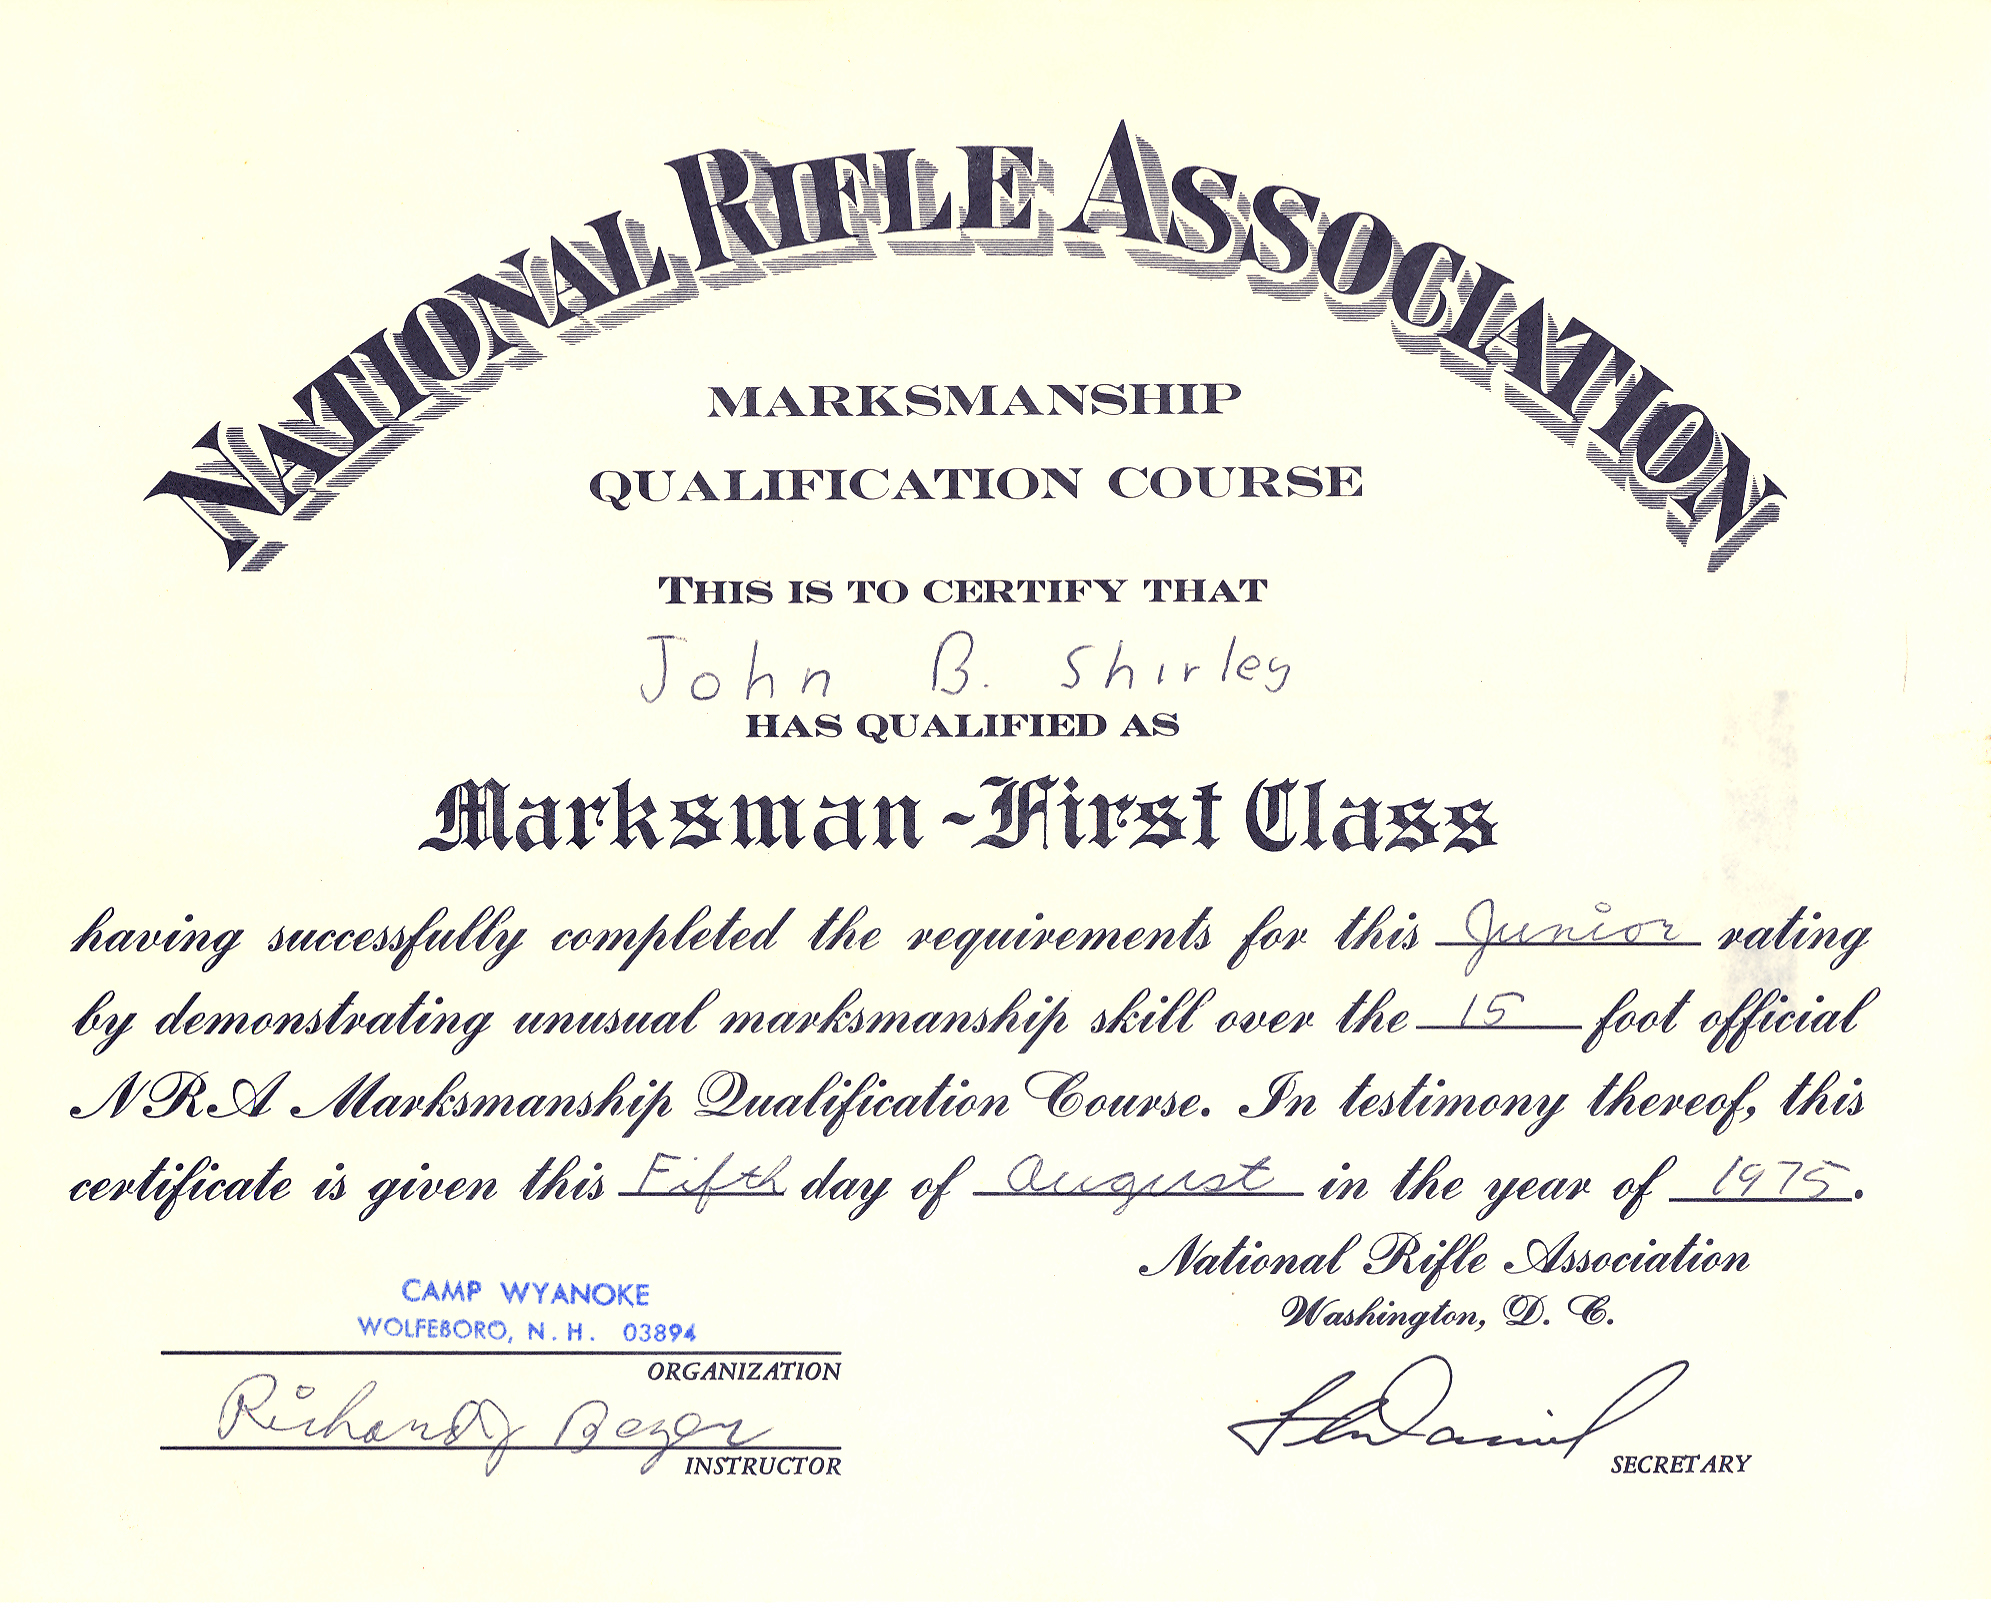 NATIONAL RIFLE ASSOCIATION
MARKSMANSHIP
QUALIFICATION COURSE
THIS IS TO CERTIFY THAT
John B. Shirley
HAS QUALIFIED AS
Marksman-First Class
having successfully completed the requirements for this Junior rating
by demonstrating unusual marksmanship skill over the 15 foot official
NRA Marksmanship Qualification Course. In testimony thereof, this
certificate is given this Fifth day of August in the year of 1975.
National Rifle Association
Washington, D. C.
CAMP WYANOKE
WOLFEBORO, N. H. 03894
ORGANIZATION
Richard
INSTRUCTOR
SECRETARY